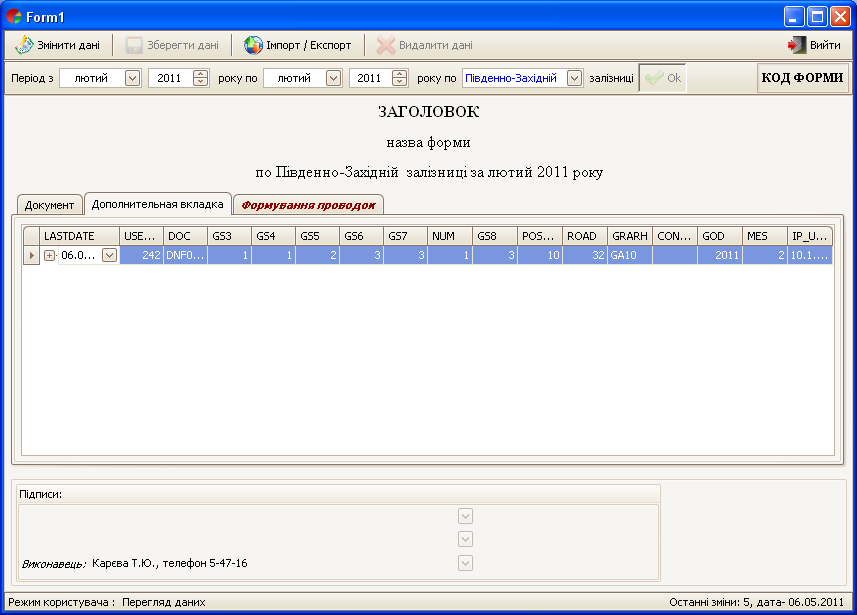 Form1
Змінити дані Зберегти дані Імпорт / Експорт Видалити дані Вийти
Період з лютий 2011 року по лютий 2011 року по Південно-Західній залізниці Ok КОД ФОРМИ
ЗАГОЛОВОК
назва форми
по Південно-Західній залізниці за лютий 2011 року
Документ Дополнительная вкладка Формування проводок
LASTDATE USE... DOC GS3 GS4 GS5 GS6 GS7 NUM GS8 POS... ROAD GRARH CON... GOD MES IP_U...
06.0... 242 DNF0... 1 1 2 3 3 1 3 10 32 GA10 2011 2 10.1....
Підписи:
Виконавець: Карєва Т.Ю., телефон 5-47-16
Режим користувача : Перегляд даних Останні зміни: 5, дата- 06.05.2011